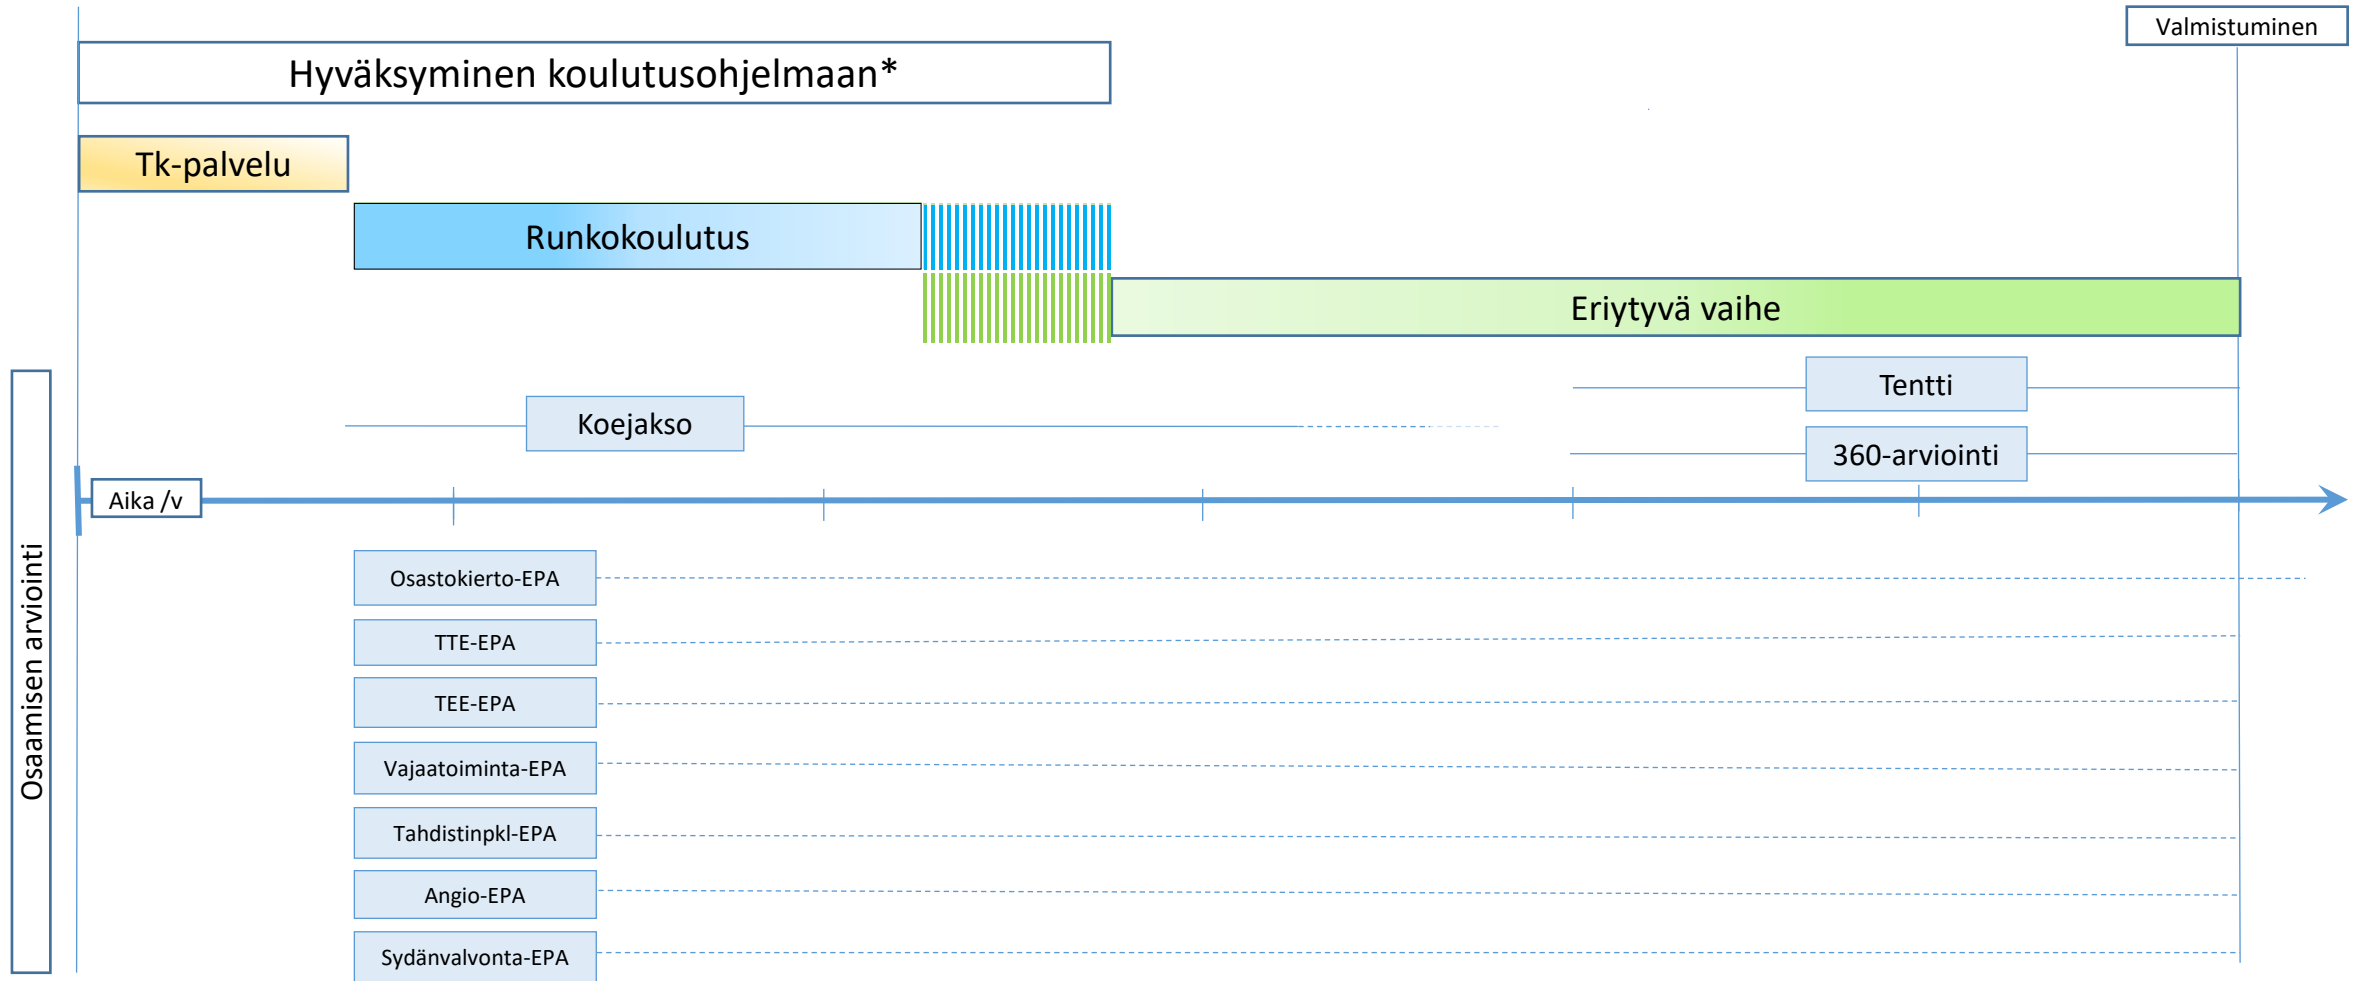 Valmistuminen
Hyväksyminen koulutusohjelmaan*
Tk-palvelu
Runkokoulutus
Eriytyvä vaihe
Tentti
Koejakso
360-arviointi
Aika /v
Osaamisen arviointi
Osastokierto-EPA
TTE-EPA
TEE-EPA
Vajaatoiminta-EPA
Tahdistinpkl-EPA
Angio-EPA
Sydänvalvonta-EPA